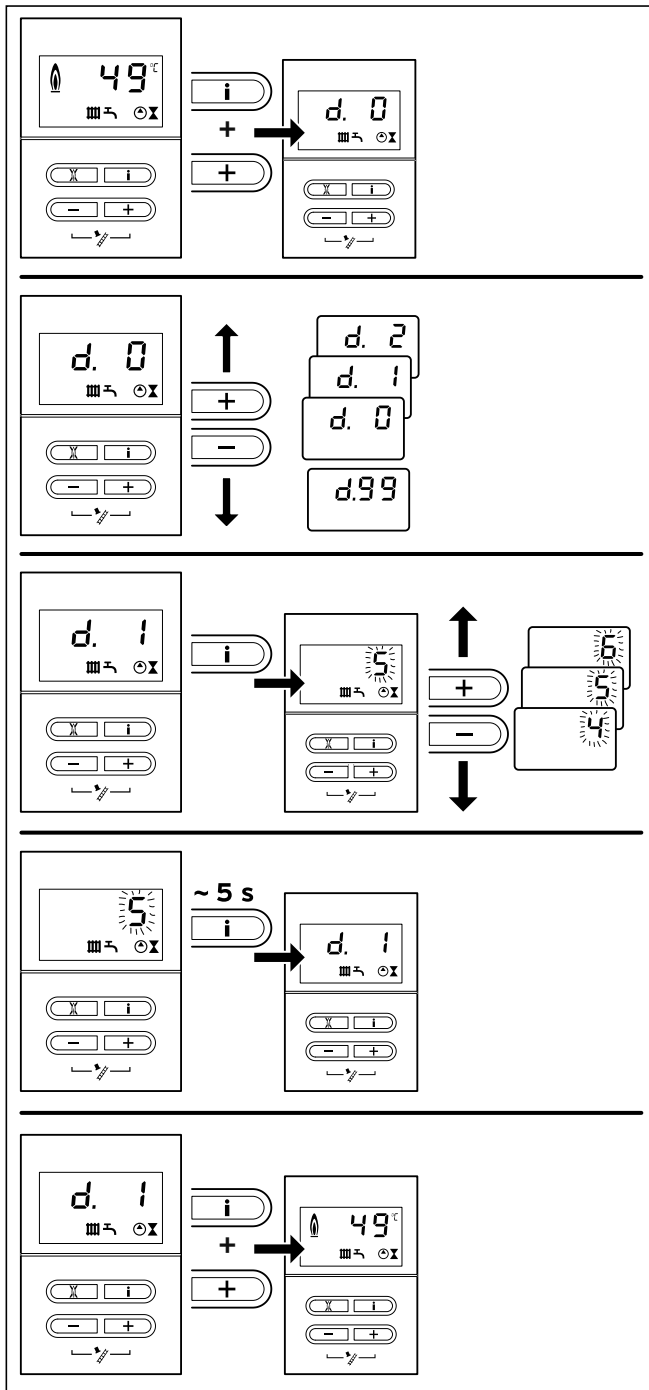 49 °C
i
+
+
d. 0
i
- +
i
- +
d. 0
+
-
i
- +
d. 2
d. 1
d. 0
d.99
d. 1
i
5
+
-
6
5
4
i
- +
i
- +
5
~ 5 s
i
d. 1
i
- +
i
- +
d. 1
i
+
+
49 °C
i
- +
i
- +